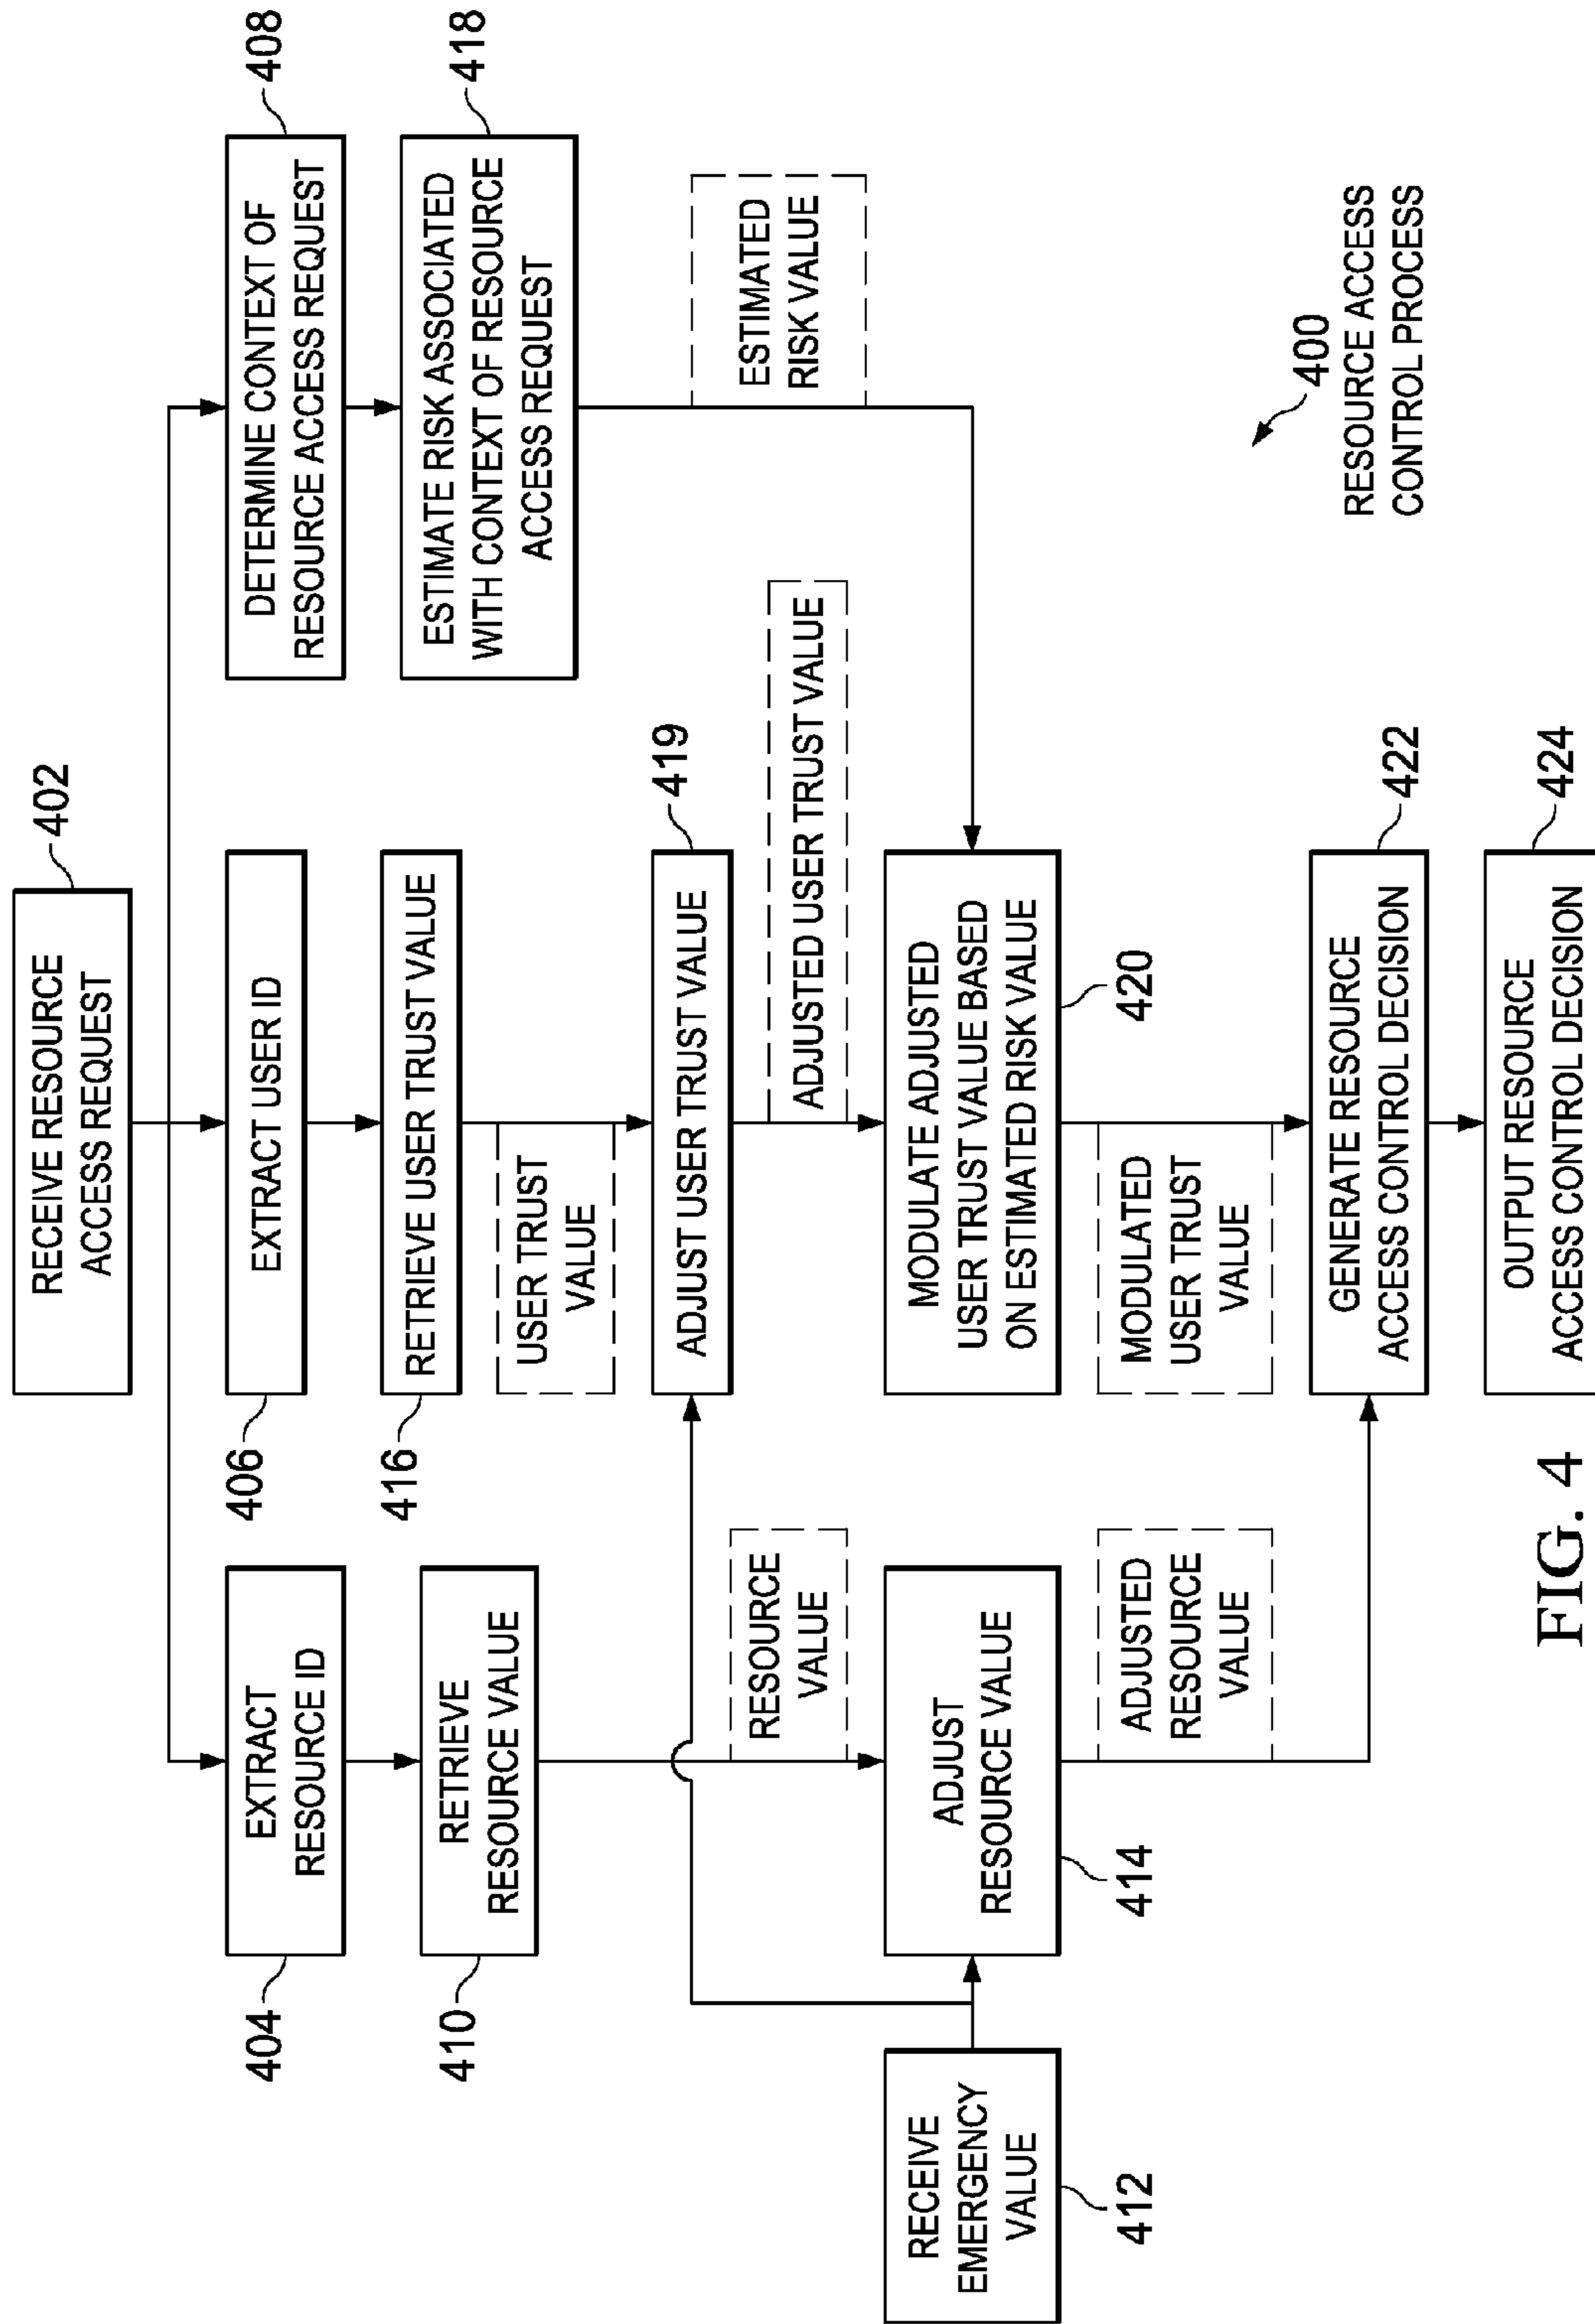 RECEIVE RESOURCE
ACCESS REQUEST
402
EXTRACT
RESOURCE ID
404
EXTRACT USER ID
406
DETERMINE CONTEXT OF
RESOURCE ACCESS REQUEST
408
RETRIEVE
RESOURCE VALUE
410
RETRIEVE USER TRUST VALUE
416
ESTIMATE RISK ASSOCIATED
WITH CONTEXT OF RESOURCE
ACCESS REQUEST
418
USER TRUST
VALUE
ADJUST USER TRUST VALUE
419
RESOURCE
VALUE
ADJUSTED USER TRUST VALUE
ESTIMATED
RISK VALUE
RECEIVE
EMERGENCY
VALUE
412
ADJUST
RESOURCE VALUE
414
MODULATE ADJUSTED
USER TRUST VALUE BASED
ON ESTIMATED RISK VALUE
420
ADJUSTED
RESOURCE
VALUE
MODULATED
USER TRUST
VALUE
GENERATE RESOURCE
ACCESS CONTROL DECISION
422
OUTPUT RESOURCE
ACCESS CONTROL DECISION
424
400
RESOURCE ACCESS
CONTROL PROCESS
FIG. 4